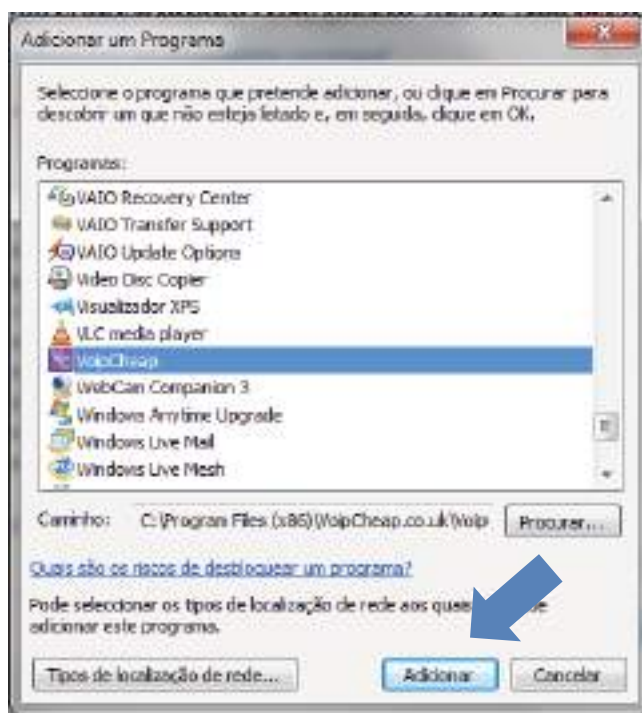 Adicionar um Programa
Seleccione o programa que pretende adicionar, ou clique em Procurar para
descobrir um que não esteja listado e, em seguida, clique em OK.
Programas:
VAIO Recovery Center
VAIO Transfer Support
VAIO Update Options
Video Disc Copier
Visualizador XPS
VLC media player
VoipCheap
WebCam Companion 3
Windows Anytime Upgrade
Windows Live Mail
Windows Live Mesh
Caminho: C:\Program Files (x86)\VoipCheap.co.uk\Voip Procurar...
Quais são os riscos de desbloquear um programa?
Pode seleccionar os tipos de localização de rede aos quais
adicionar este programa.
Tipos de localização de rede... Adicionar Cancelar